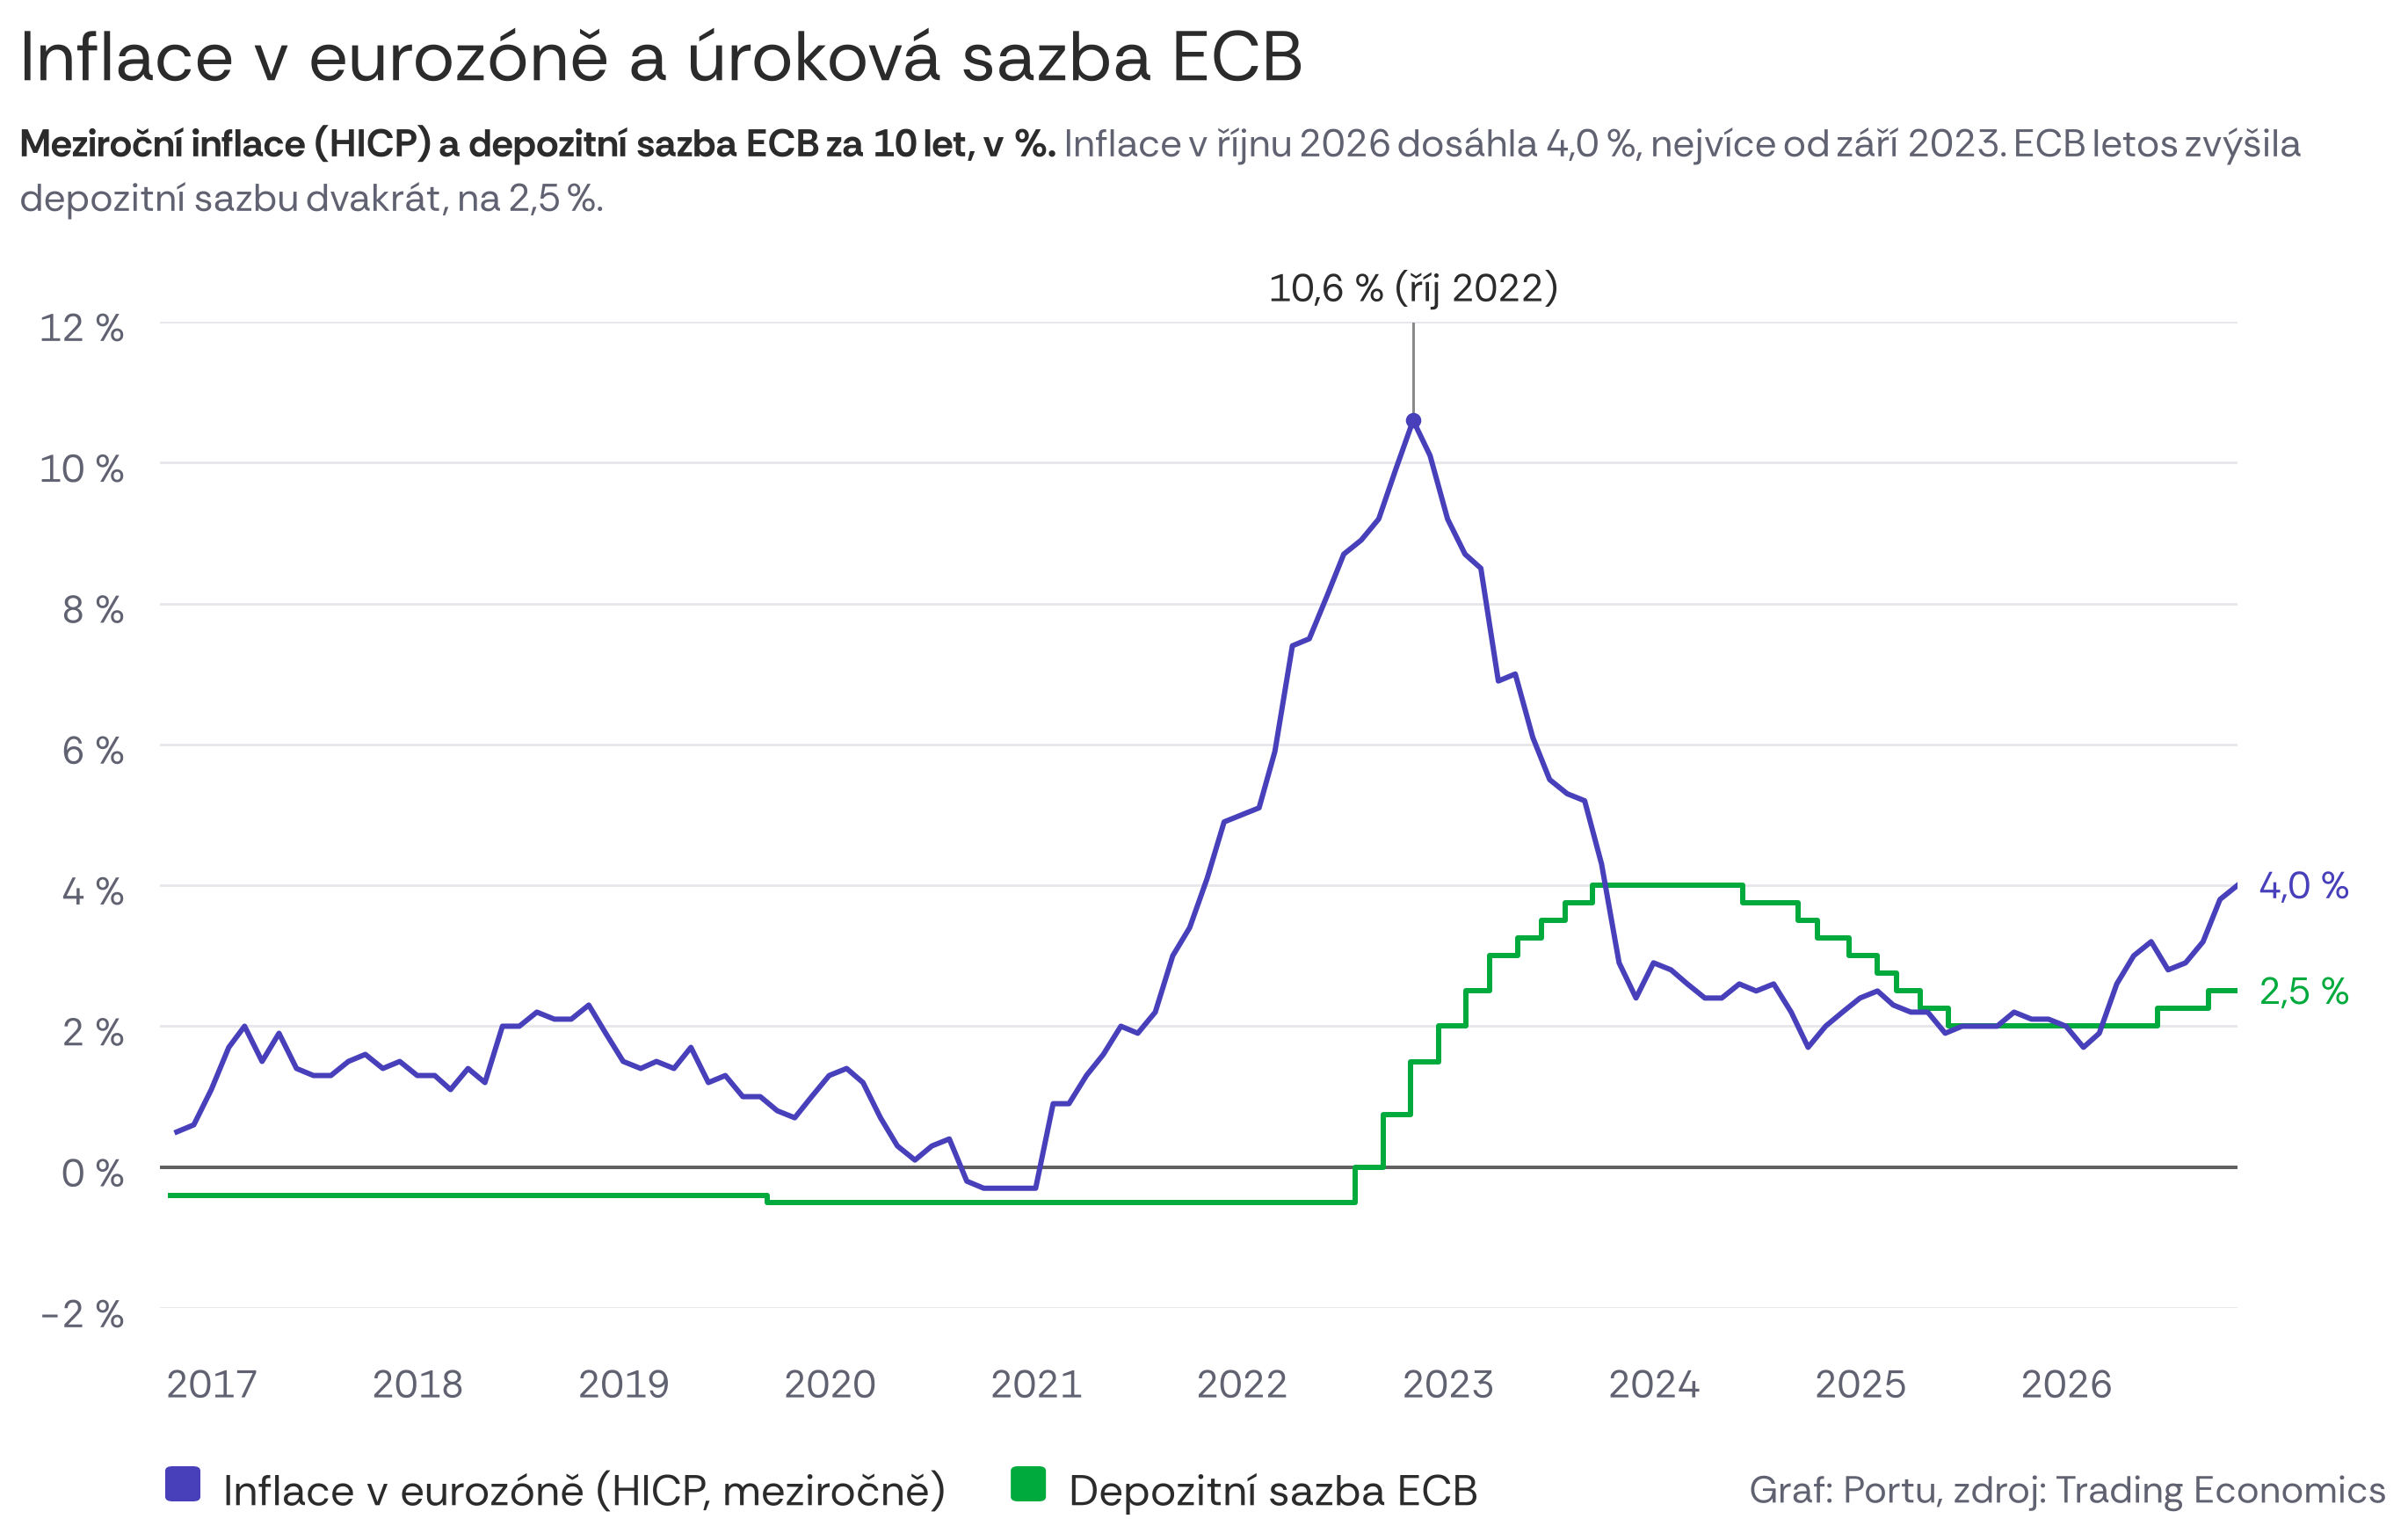 Inflace v eurozóně a úroková sazba ECB
Meziroční inflace (HICP) a depozitní sazba ECB za 10 let, v %. Inflace v říjnu 2026 dosáhla 4,0 %, nejvíce od září 2023. ECB letos zvýšila
depozitní sazbu dvakrát, na 2,5 %.
10,6 % (říj 2022)
12 %
10 %
8 %
6 %
4 %
2 %
0 %
−2 %
4,0 %
2,5 %
2017 2018 2019 2020 2021 2022 2023 2024 2025 2026
Inflace v eurozóně (HICP, meziročně) Depozitní sazba ECB Graf: Portu, zdroj: Trading Economics